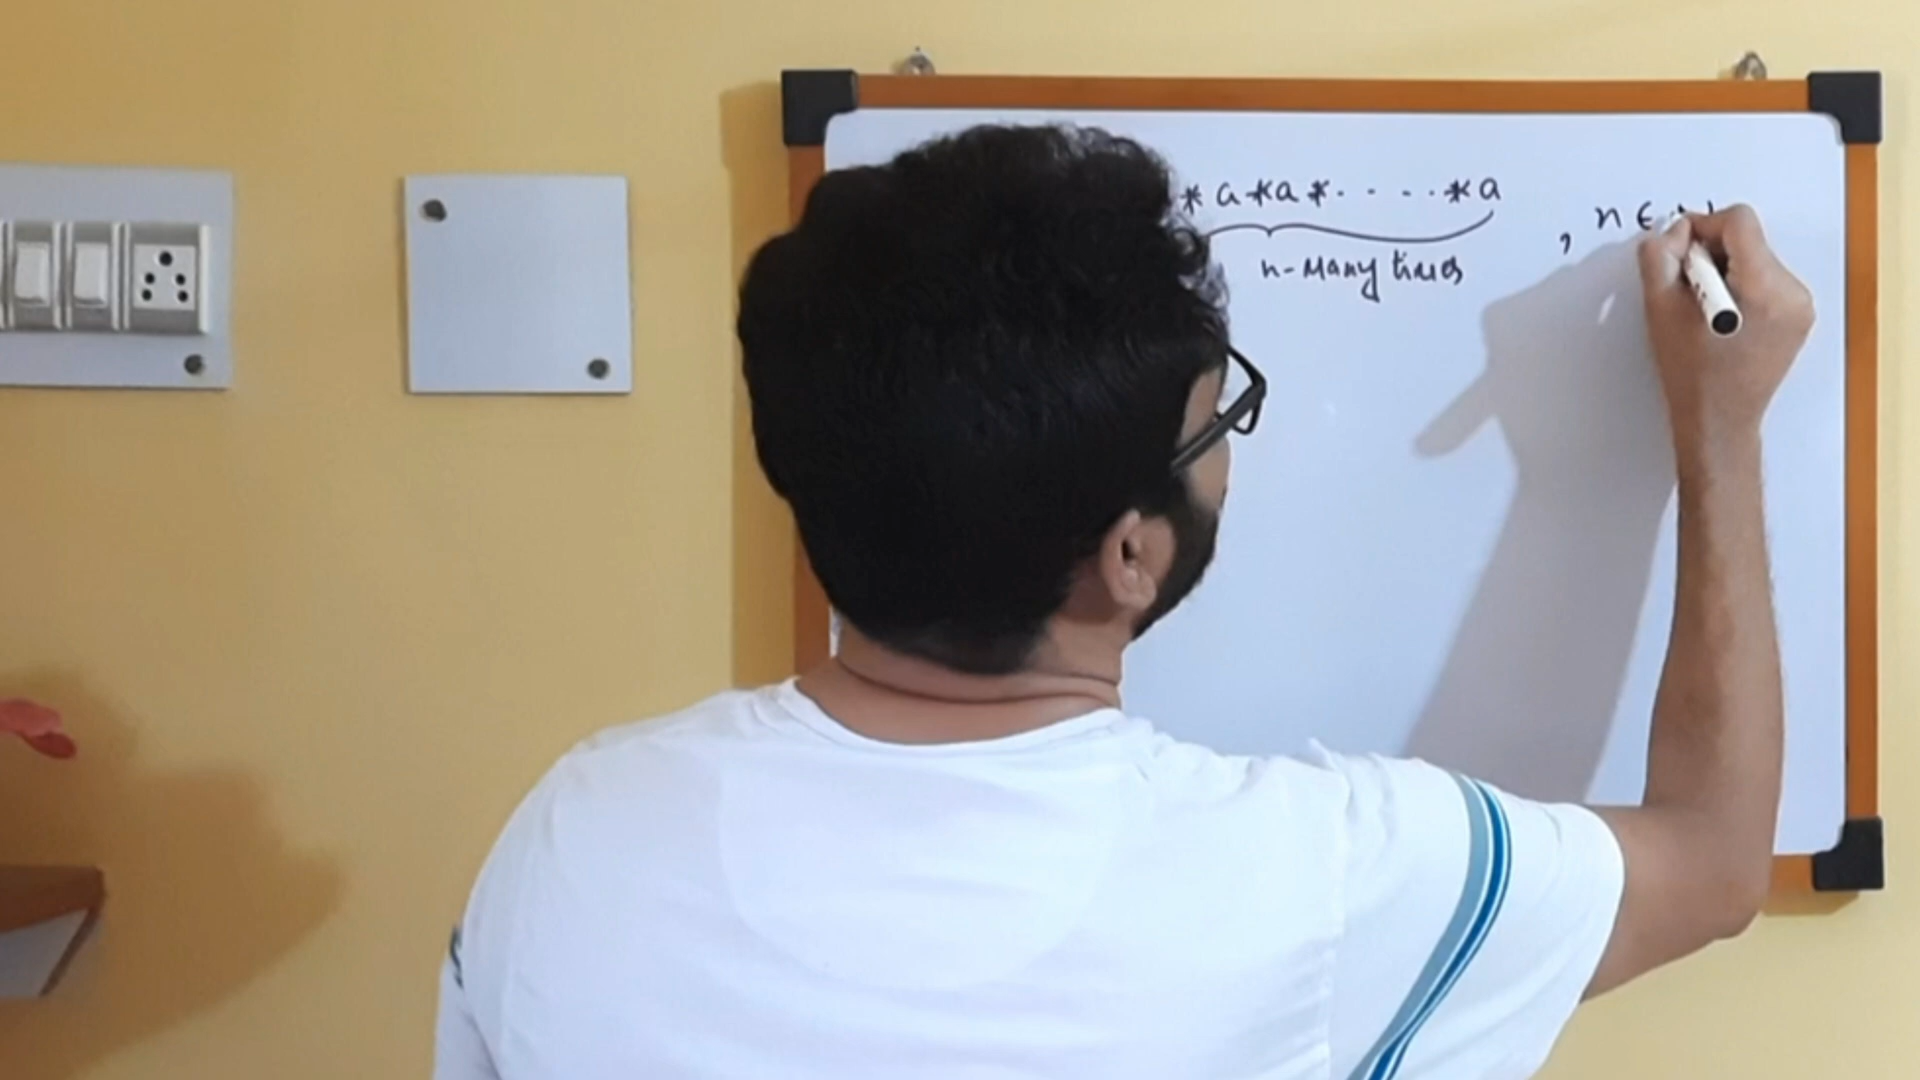 * a * a * . . . . . * a , n ∈
n-Many times